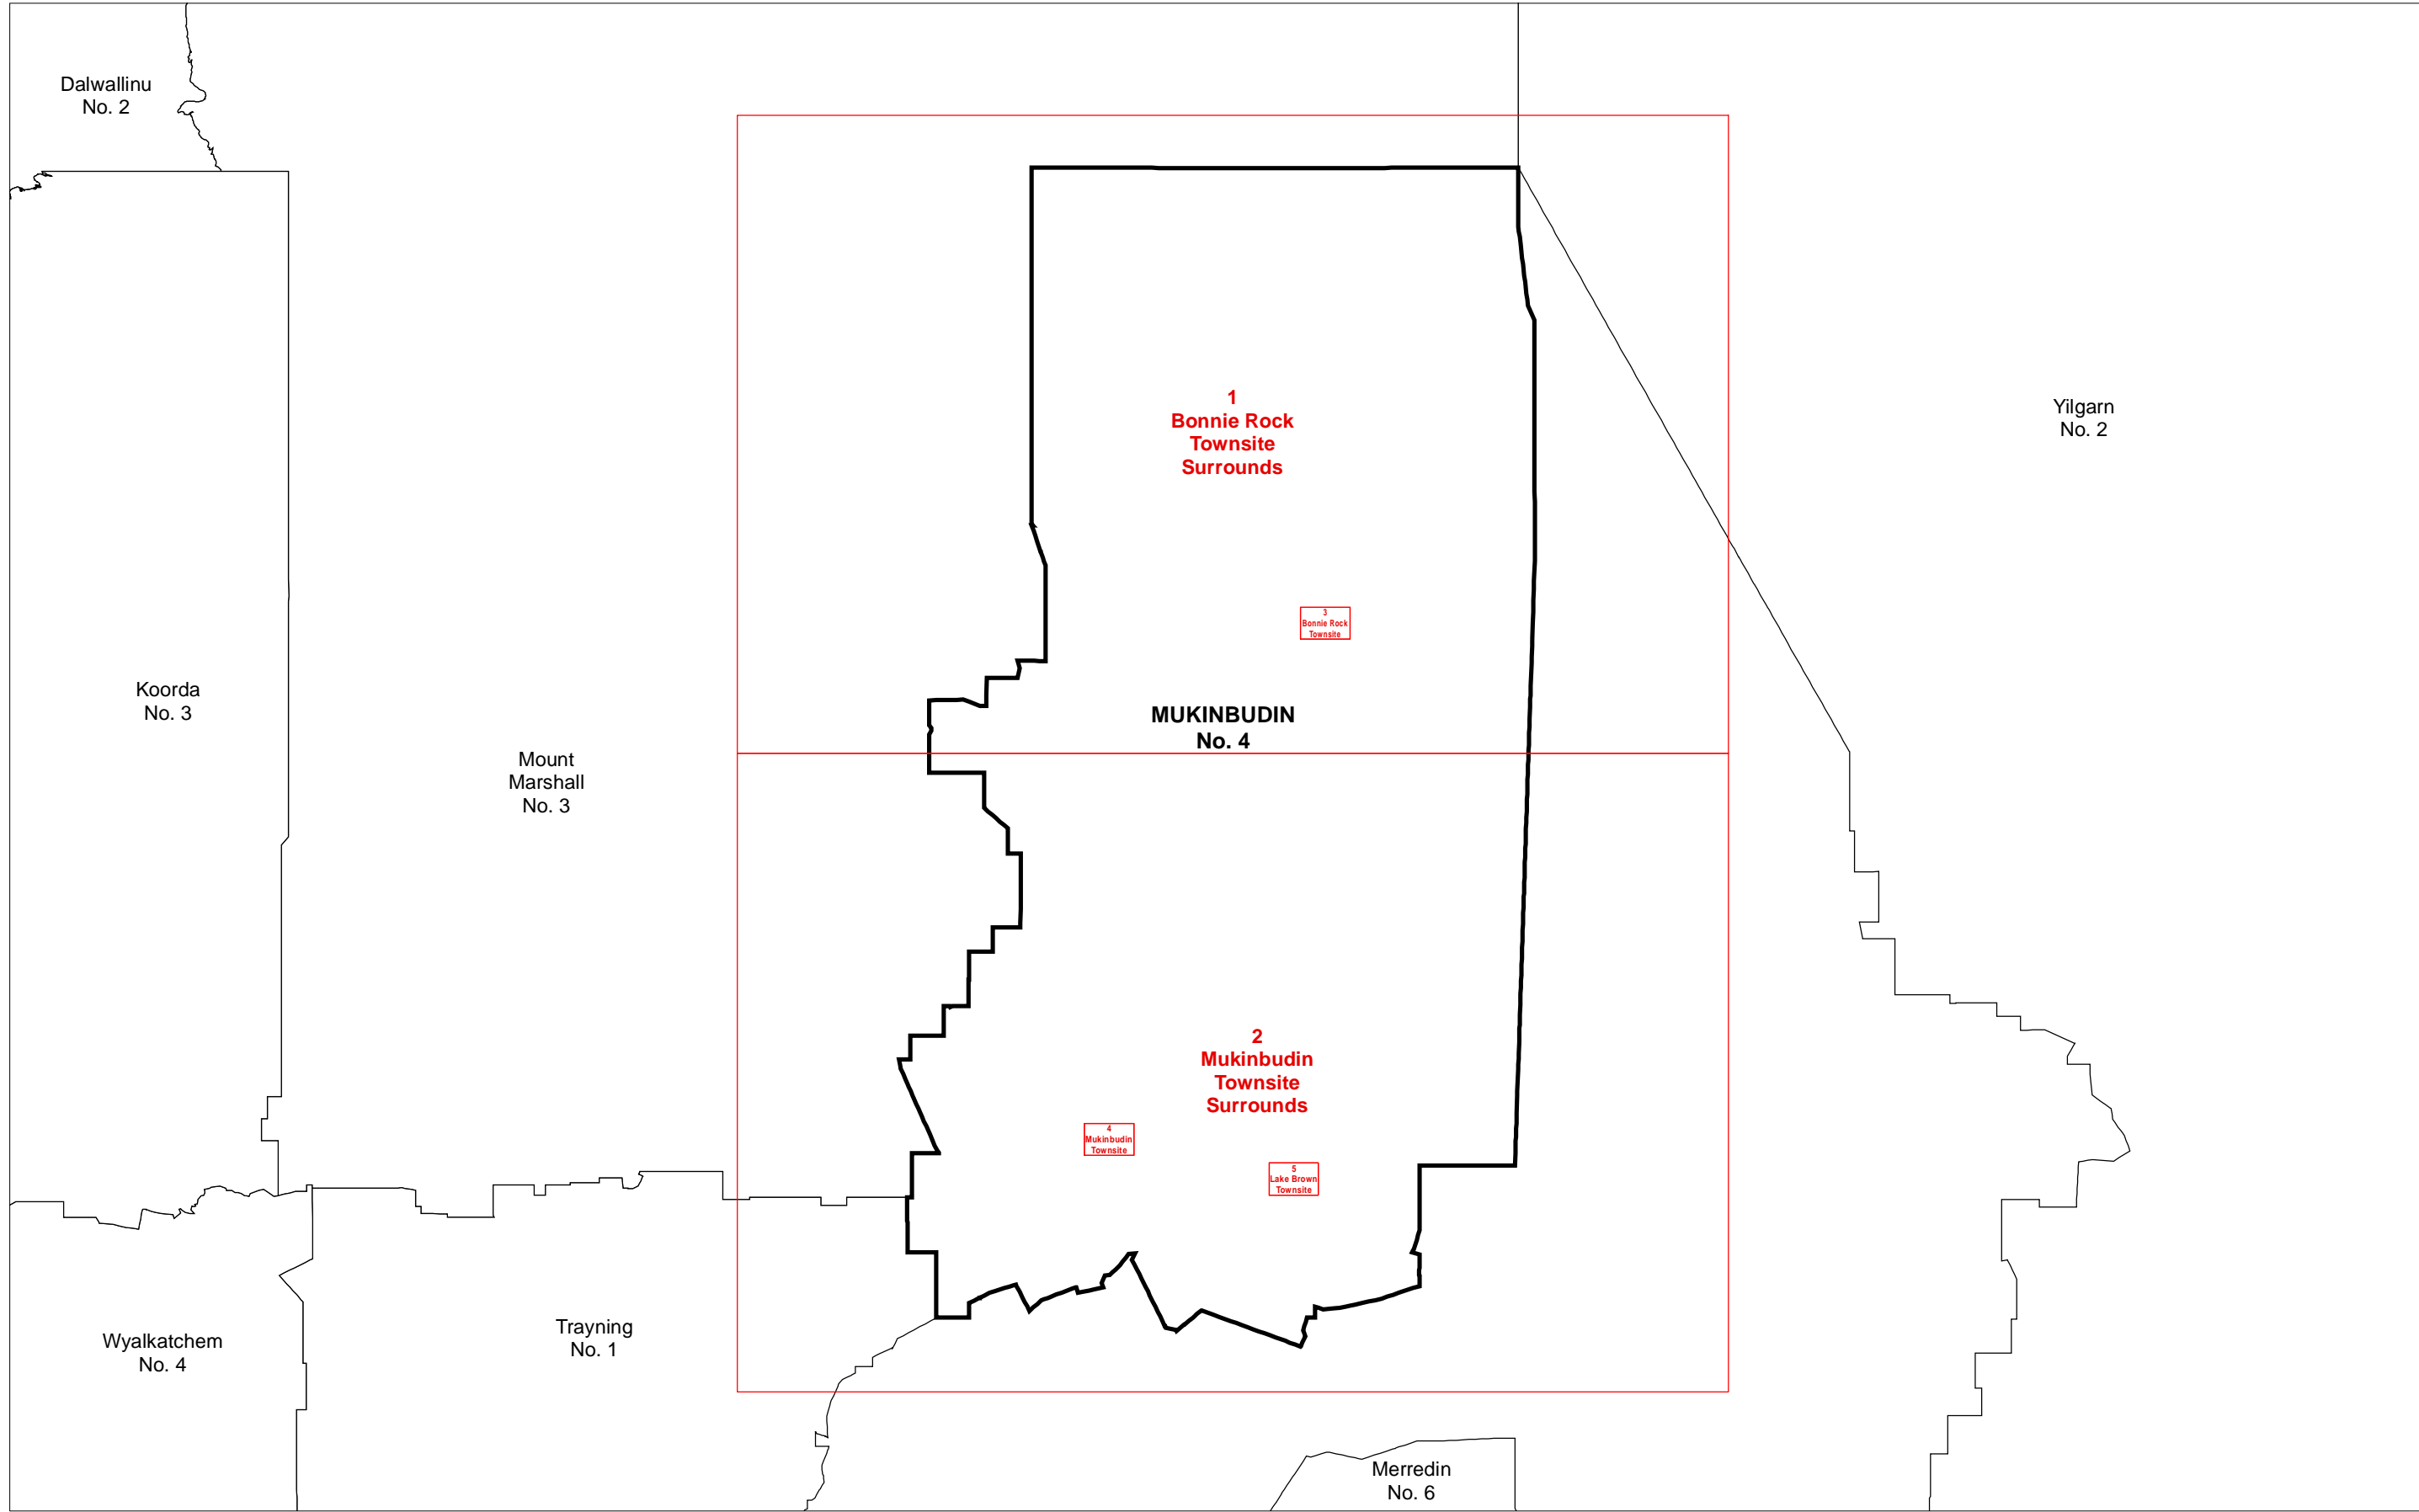 Dalwallinu
No. 2
1
Bonnie Rock
Townsite
Surrounds
Yilgarn
No. 2
3
Bonnie Rock
Townsite
Koorda
No. 3
MUKINBUDIN
No. 4
Mount
Marshall
No. 3
2
Mukinbudin
Townsite
Surrounds
4
Mukinbudin
Townsite
5
Lake Brown
Townsite
Wyalkatchem
No. 4
Trayning
No. 1
Merredin
No. 6